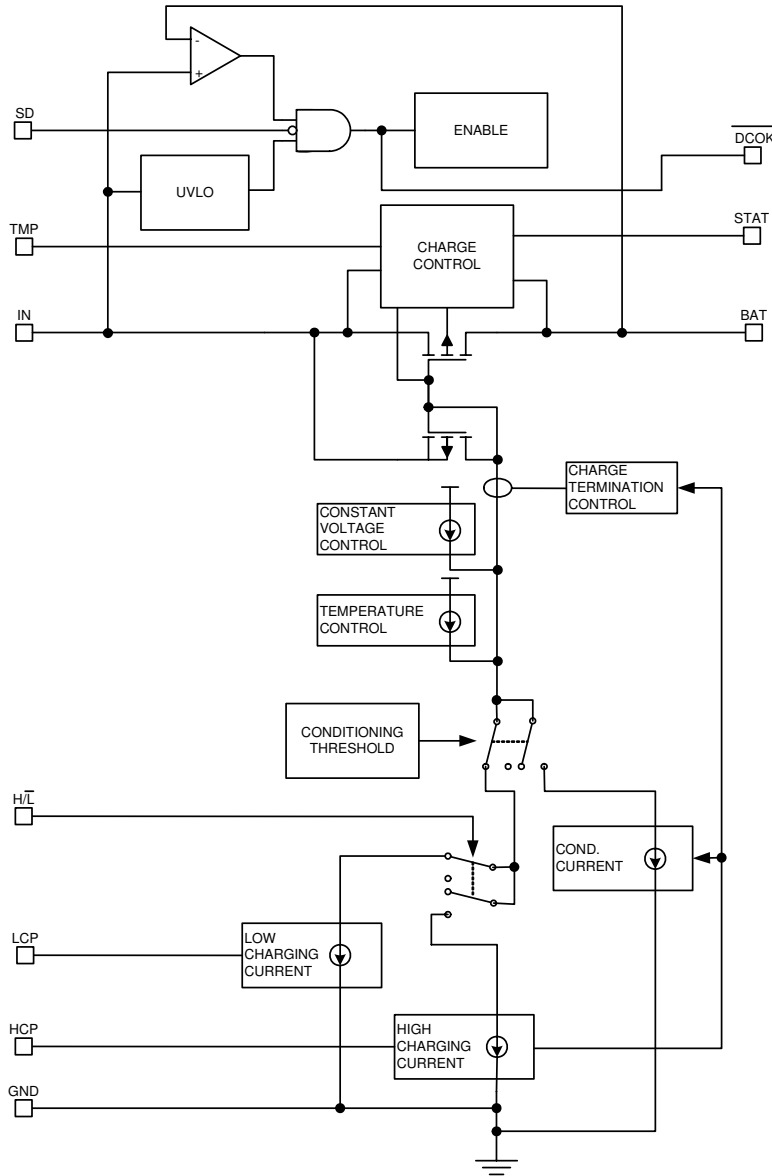 -
+
SD
ENABLE
DCOK
UVLO
TMP
CHARGE
CONTROL
STAT
IN
BAT
CHARGE
TERMINATION
CONTROL
CONSTANT
VOLTAGE
CONTROL
TEMPERATURE
CONTROL
CONDITIONING
THRESHOLD
H/L
COND.
CURRENT
LCP
LOW
CHARGING
CURRENT
HCP
HIGH
CHARGING
CURRENT
GND